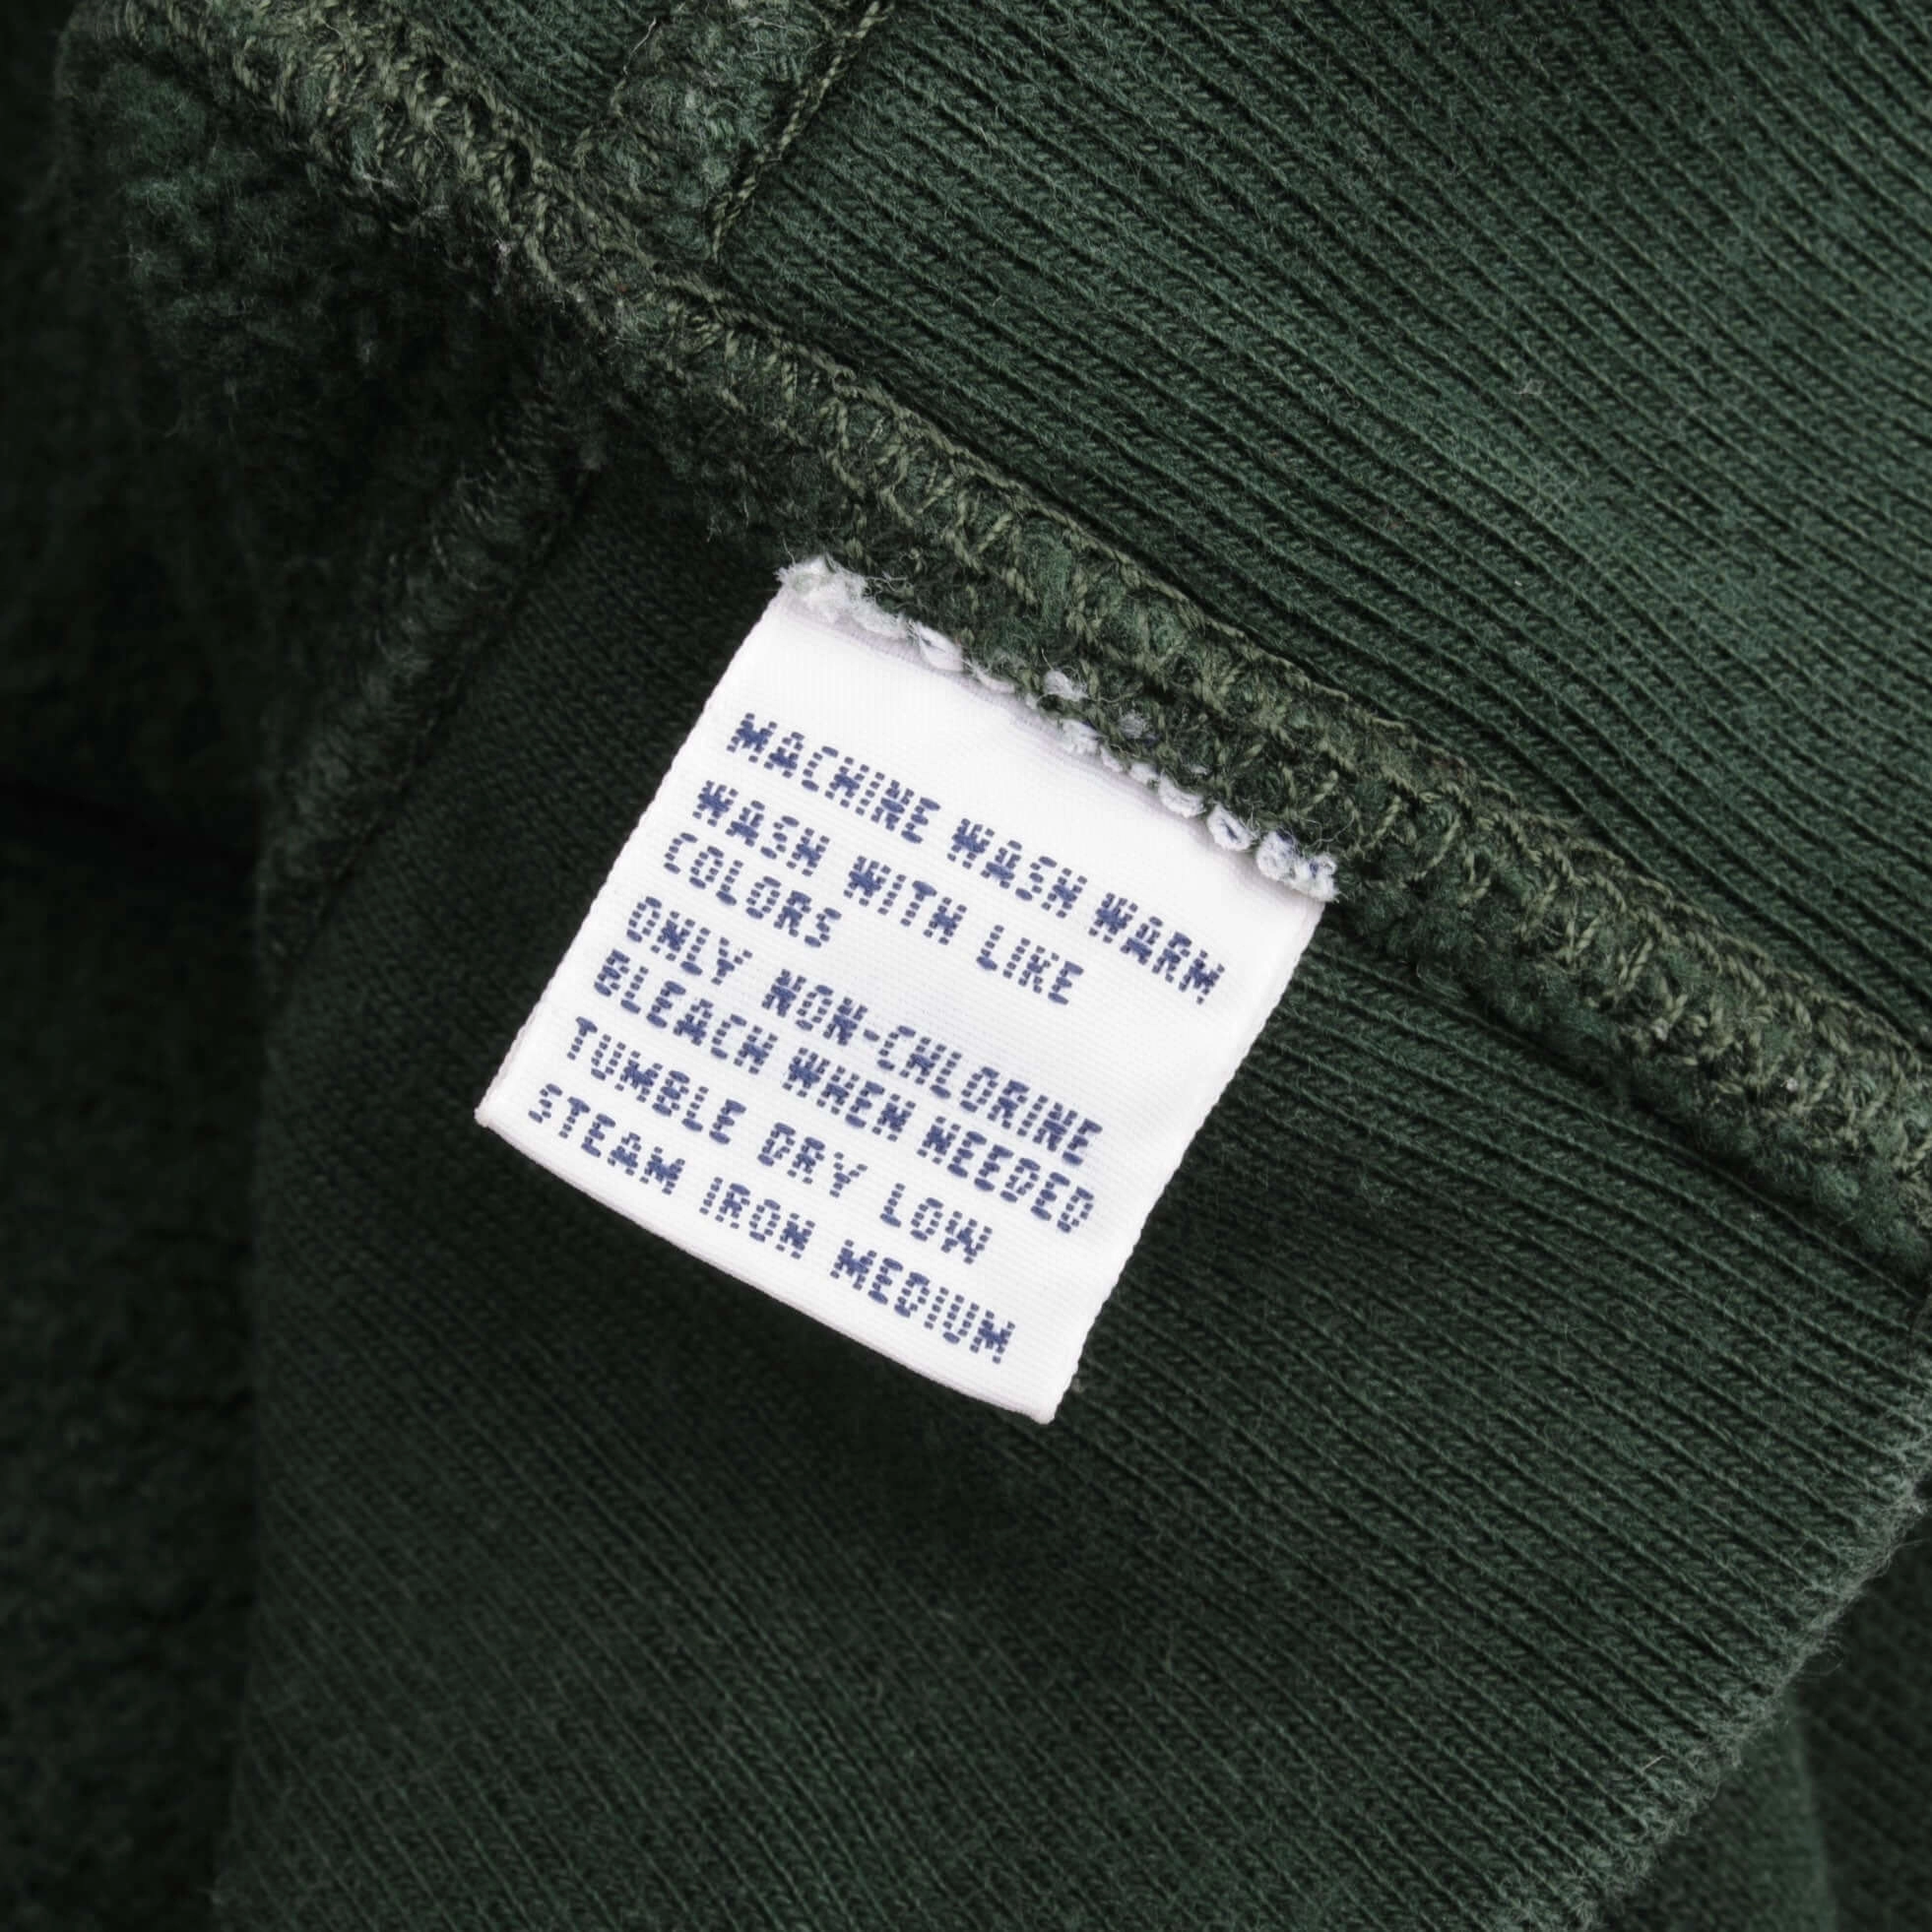 MACHINE WASH WARM
WASH WITH LIKE
COLORS
ONLY NON-CHLORINE
BLEACH WHEN NEEDED
TUMBLE DRY LOW
STEAM IRON MEDIUM